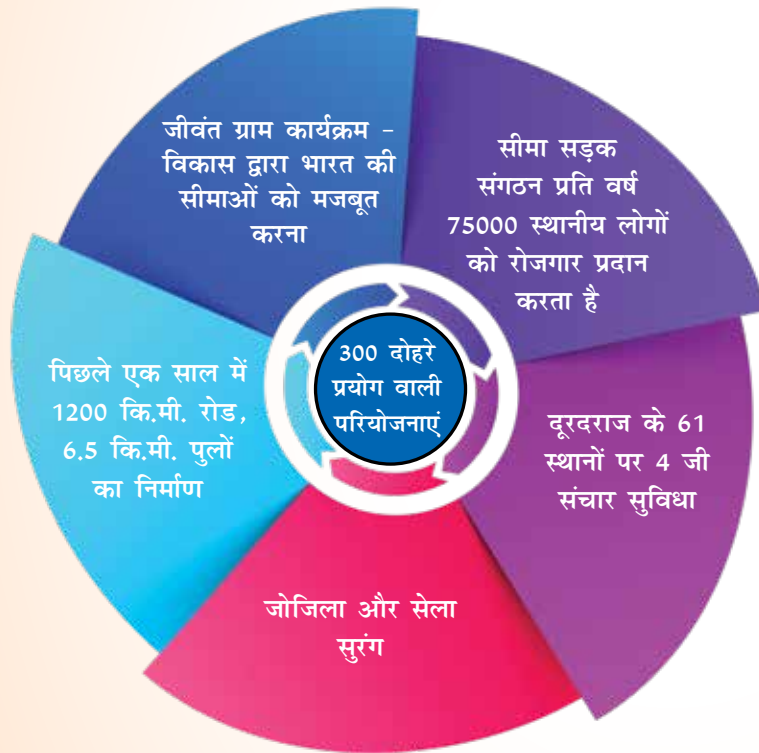 जीवंत ग्राम कार्यक्रम -
विकास द्वारा भारत की
सीमाओं को मजबूत
करना
सीमा सड़क
संगठन प्रति वर्ष
75000 स्थानीय लोगों
को रोजगार प्रदान
करता है
दूरदराज के 61
स्थानों पर 4 जी
संचार सुविधा
जोजिला और सेला
सुरंग
पिछले एक साल में
1200 कि.मी. रोड,
6.5 कि.मी. पुलों
का निर्माण
300 दोहरे
प्रयोग वाली
परियोजनाएं